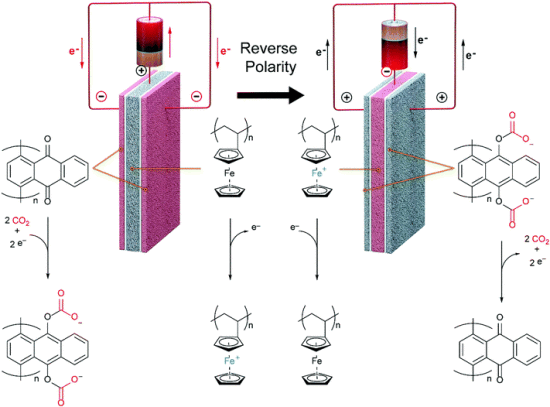 e-
e-
Reverse
Polarity
e-
e-
e-
+
−
−
−
+
+
O
O
n
n
Fe
n
Fe+
O
O
O−
O
O
O−
n
2 CO2
+
2 e−
e−
e−
2 CO2
+
2 e−
O
O
O−
n
O
O
O−
n
Fe+
n
Fe
O
O
n